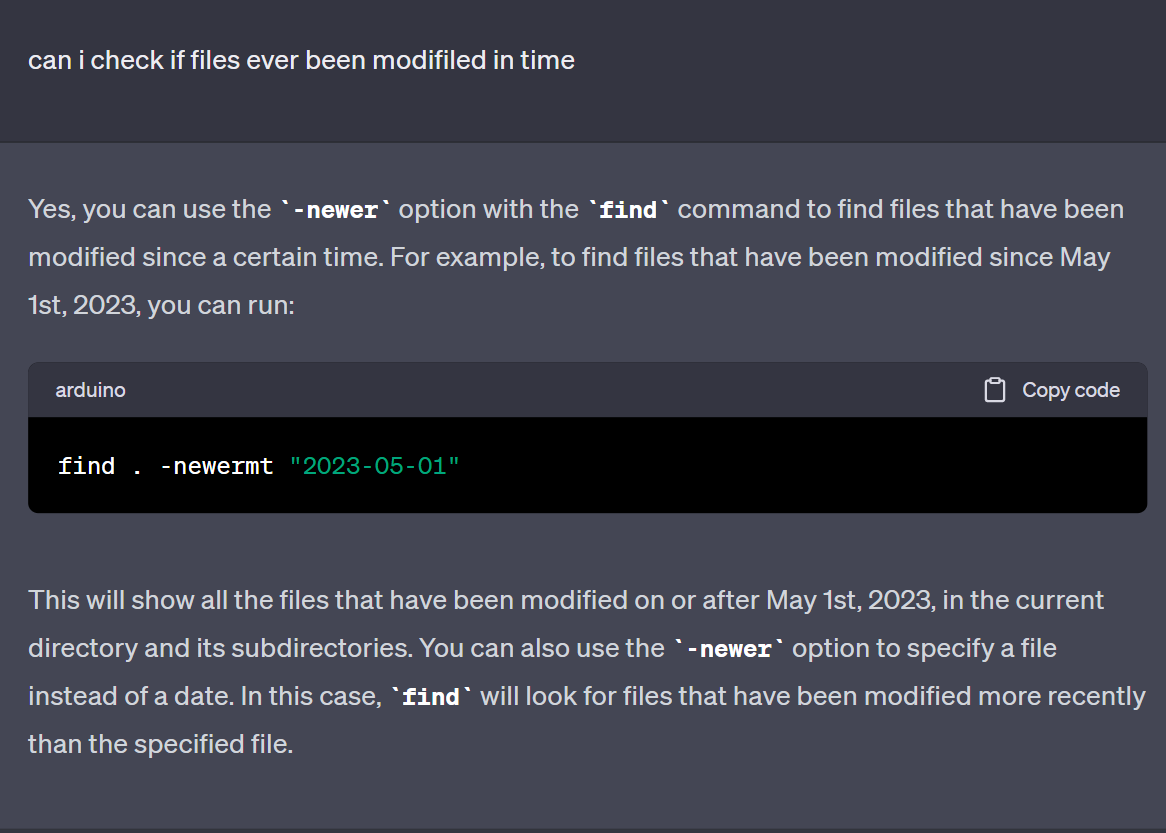 can i check if files ever been modifiled in time
Yes, you can use the `-newer` option with the `find` command to find files that have been
modified since a certain time. For example, to find files that have been modified since May
1st, 2023, you can run:
arduino
Copy code
find . -newermt "2023-05-01"
This will show all the files that have been modified on or after May 1st, 2023, in the current
directory and its subdirectories. You can also use the `-newer` option to specify a file
instead of a date. In this case, `find` will look for files that have been modified more recently
than the specified file.